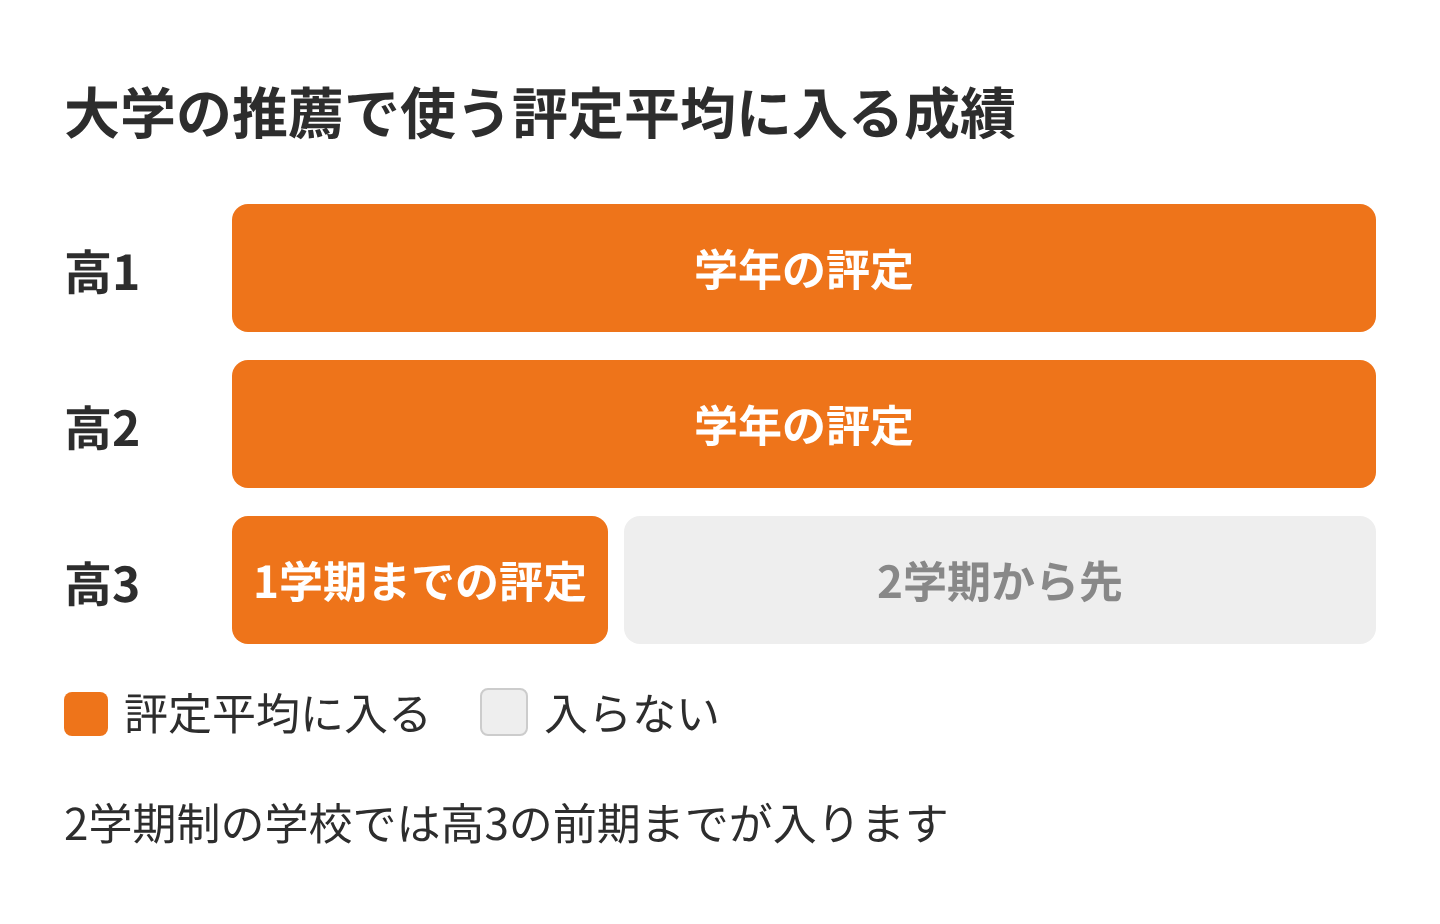 大学の推薦で使う評定平均に入る成績
高1
学年の評定
高2
学年の評定
高3
1学期までの評定
2学期から先
評定平均に入る
入らない
2学期制の学校では高3の前期までが入ります